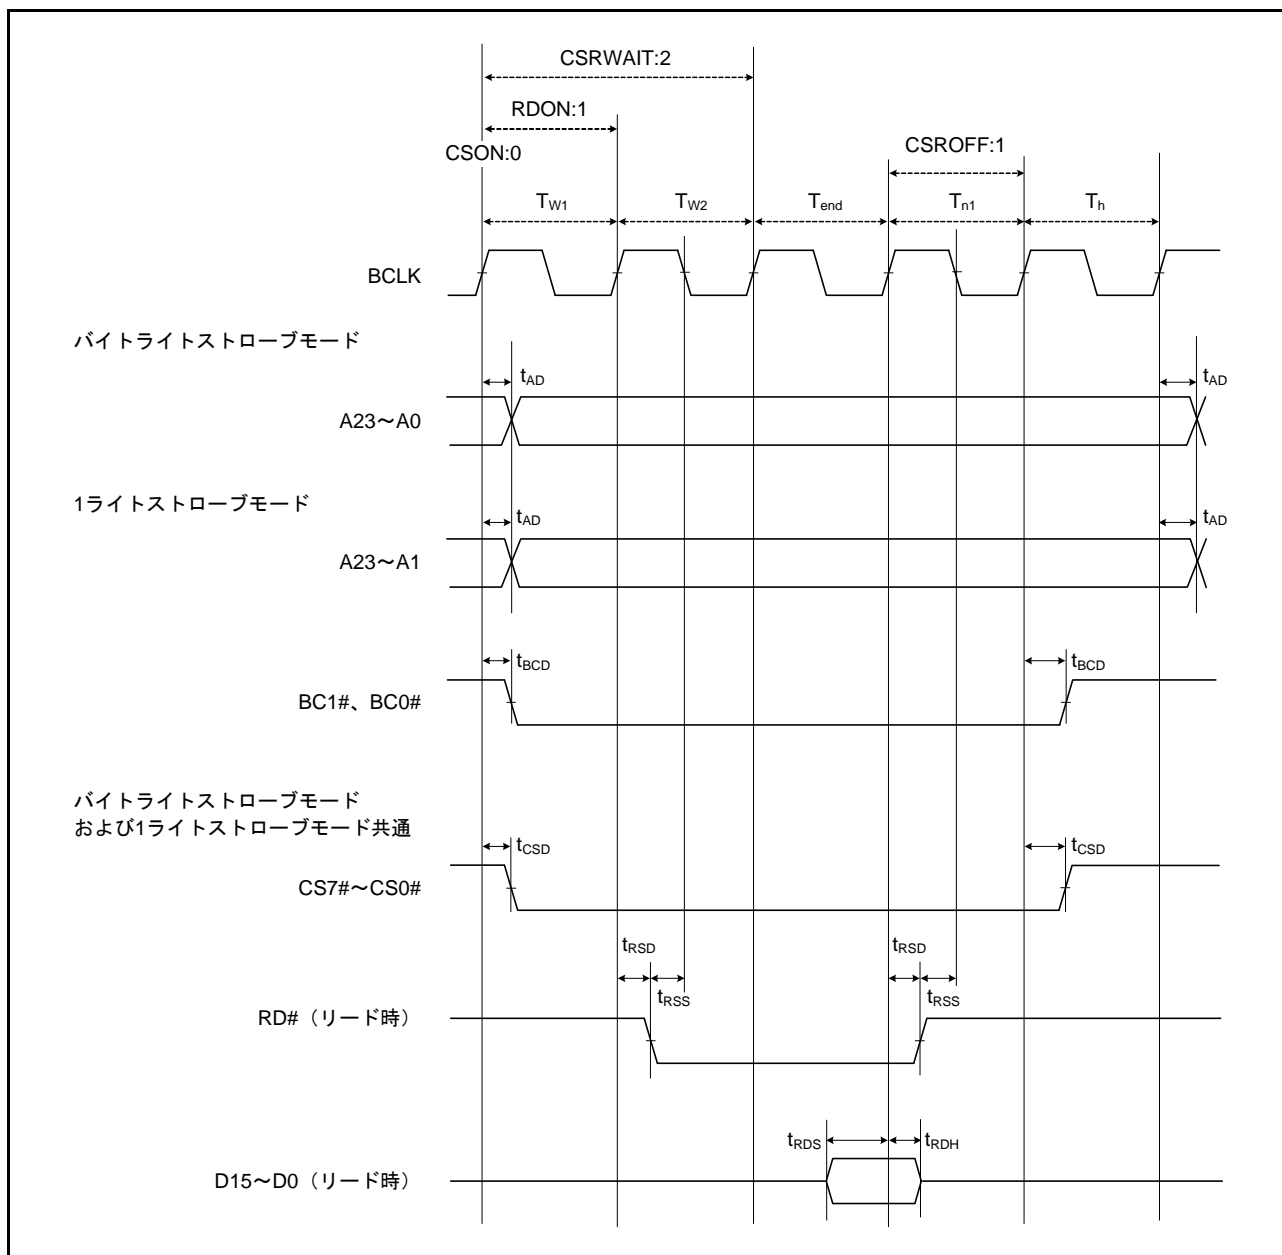 CSRWAIT:2
RDON:1
CSON:0
CSROFF:1
TW1
TW2
Tend
Tn1
Th
BCLK
バイトライトストローブモード
tAD
tAD
A23～A0
1ライトストローブモード
tAD
tAD
A23～A1
tBCD
tBCD
BC1#、BC0#
バイトライトストローブモード
および1ライトストローブモード共通
tCSD
tCSD
CS7#～CS0#
tRSD
tRSD
tRSS
tRSS
RD#（リード時）
tRDS
tRDH
D15～D0（リード時）